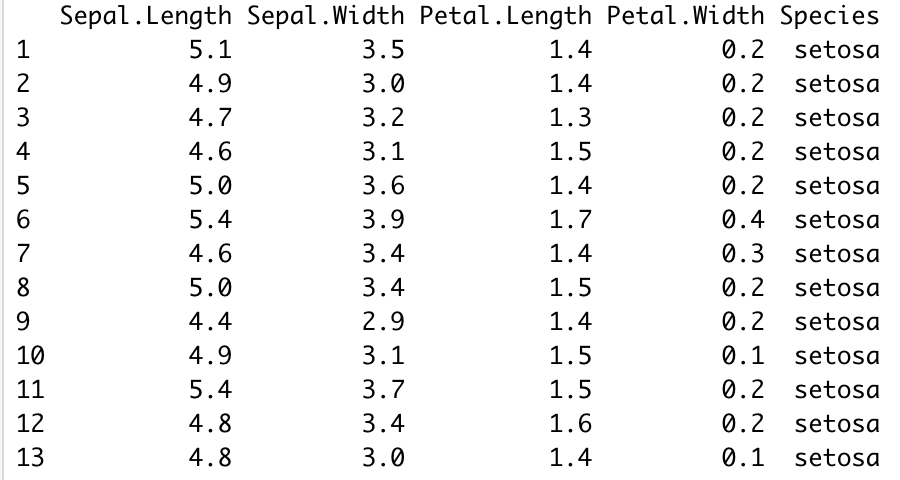 Sepal.Length Sepal.Width Petal.Length Petal.Width Species
1 5.1 3.5 1.4 0.2 setosa
2 4.9 3.0 1.4 0.2 setosa
3 4.7 3.2 1.3 0.2 setosa
4 4.6 3.1 1.5 0.2 setosa
5 5.0 3.6 1.4 0.2 setosa
6 5.4 3.9 1.7 0.4 setosa
7 4.6 3.4 1.4 0.3 setosa
8 5.0 3.4 1.5 0.2 setosa
9 4.4 2.9 1.4 0.2 setosa
10 4.9 3.1 1.5 0.1 setosa
11 5.4 3.7 1.5 0.2 setosa
12 4.8 3.4 1.6 0.2 setosa
13 4.8 3.0 1.4 0.1 setosa